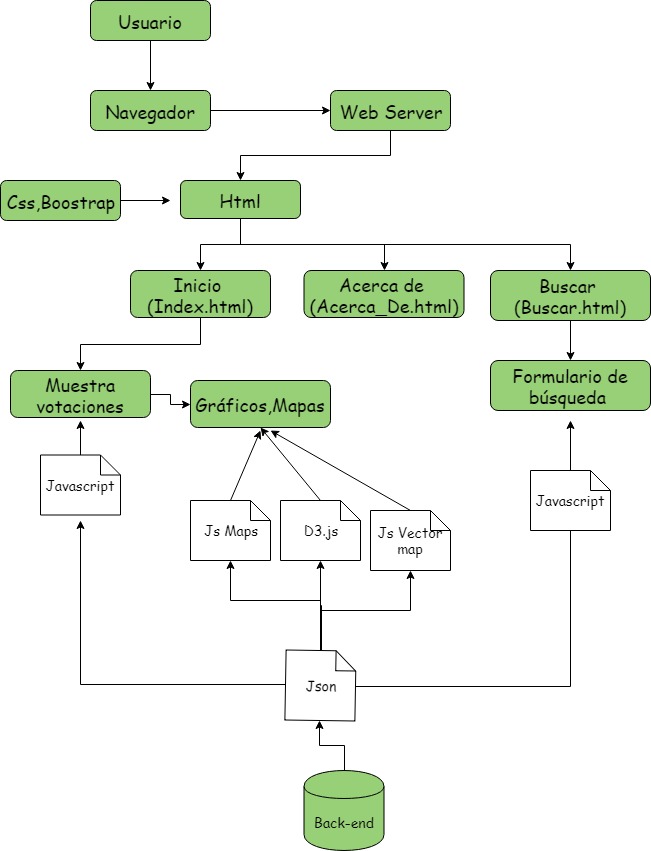 Usuario
Navegador
Web Server
Css,Boostrap
Html
Inicio
(Index.html)
Acerca de
(Acerca_De.html)
Buscar
(Buscar.html)
Muestra
votaciones
Gráficos,Mapas
Formulario de
búsqueda
Javascript
Js Maps
D3.js
Js Vector
map
Javascript
Json
Back-end